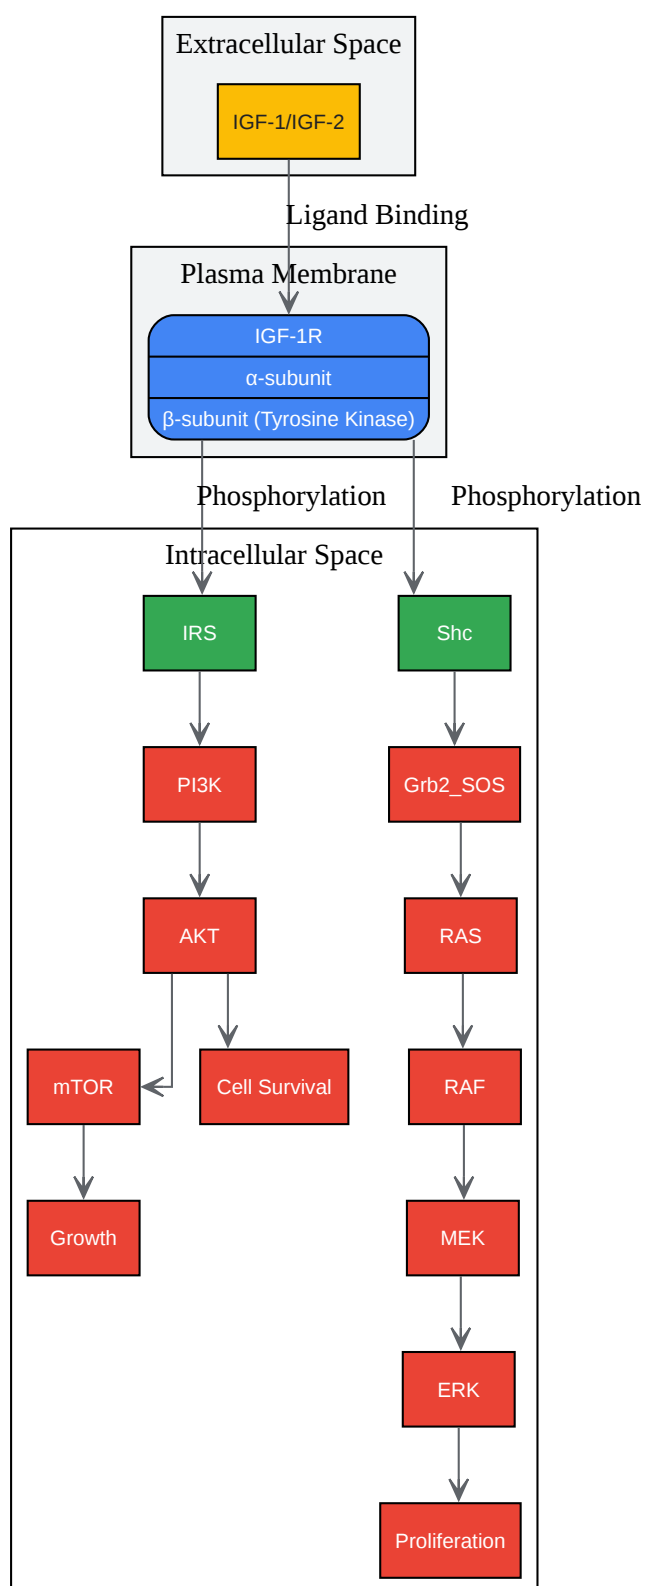 Extracellular Space
IGF-1/IGF-2
Ligand Binding
Plasma Membrane
IGF-1R
α-subunit
β-subunit (Tyrosine Kinase)
Phosphorylation
Phosphorylation
Intracellular Space
IRS
Shc
PI3K
Grb2_SOS
AKT
RAS
mTOR
Cell Survival
RAF
Growth
MEK
ERK
Proliferation